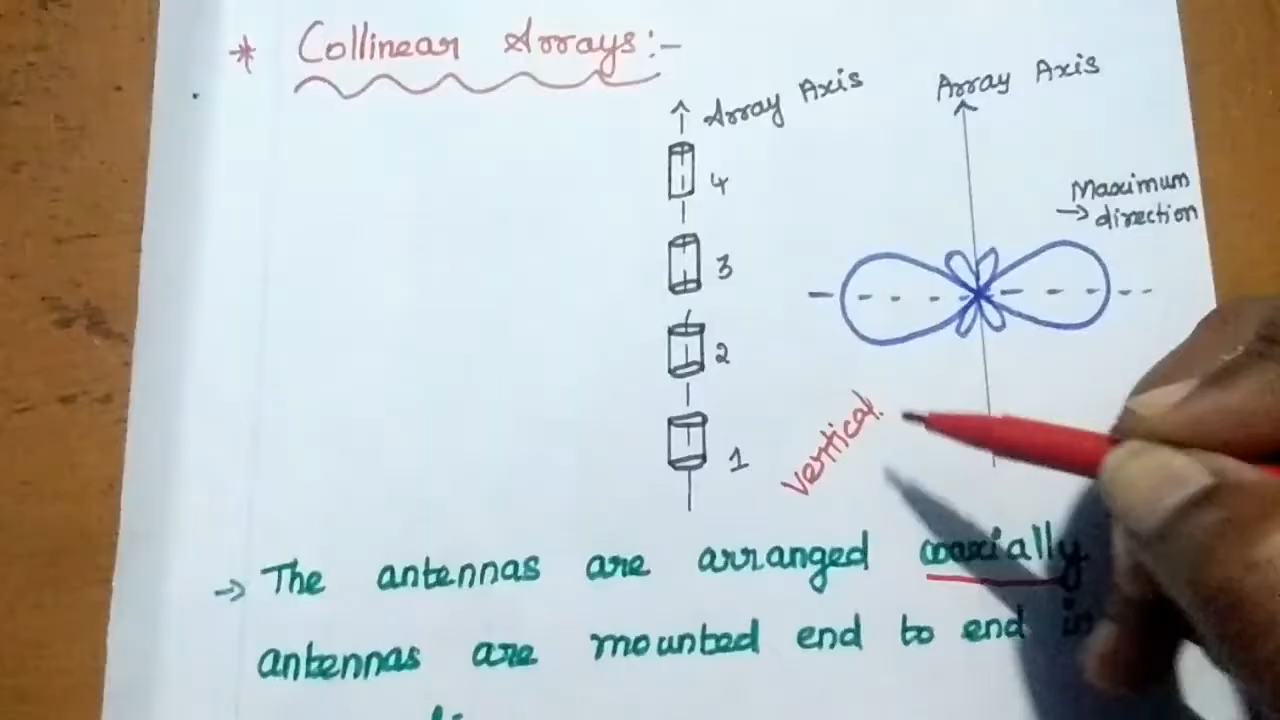 * Collinear Arrays:-
Array Axis
4
3
2
1
Array Axis
Maximum
→ direction
vertical.
→ The antennas are arranged coaxially
antennas are mounted end to end in